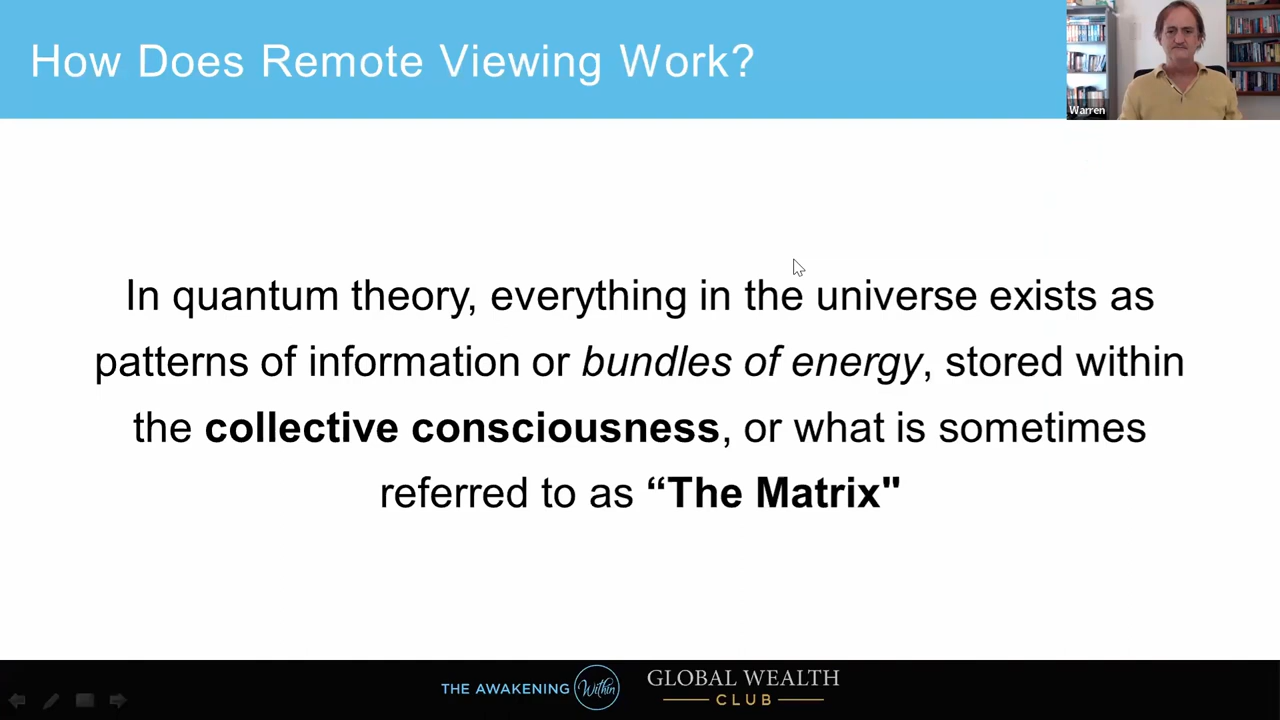 How Does Remote Viewing Work?
Warren
In quantum theory, everything in the universe exists as
patterns of information or bundles of energy, stored within
the collective consciousness, or what is sometimes
referred to as “The Matrix"
THE AWAKENING Within
GLOBAL WEALTH
CLUB